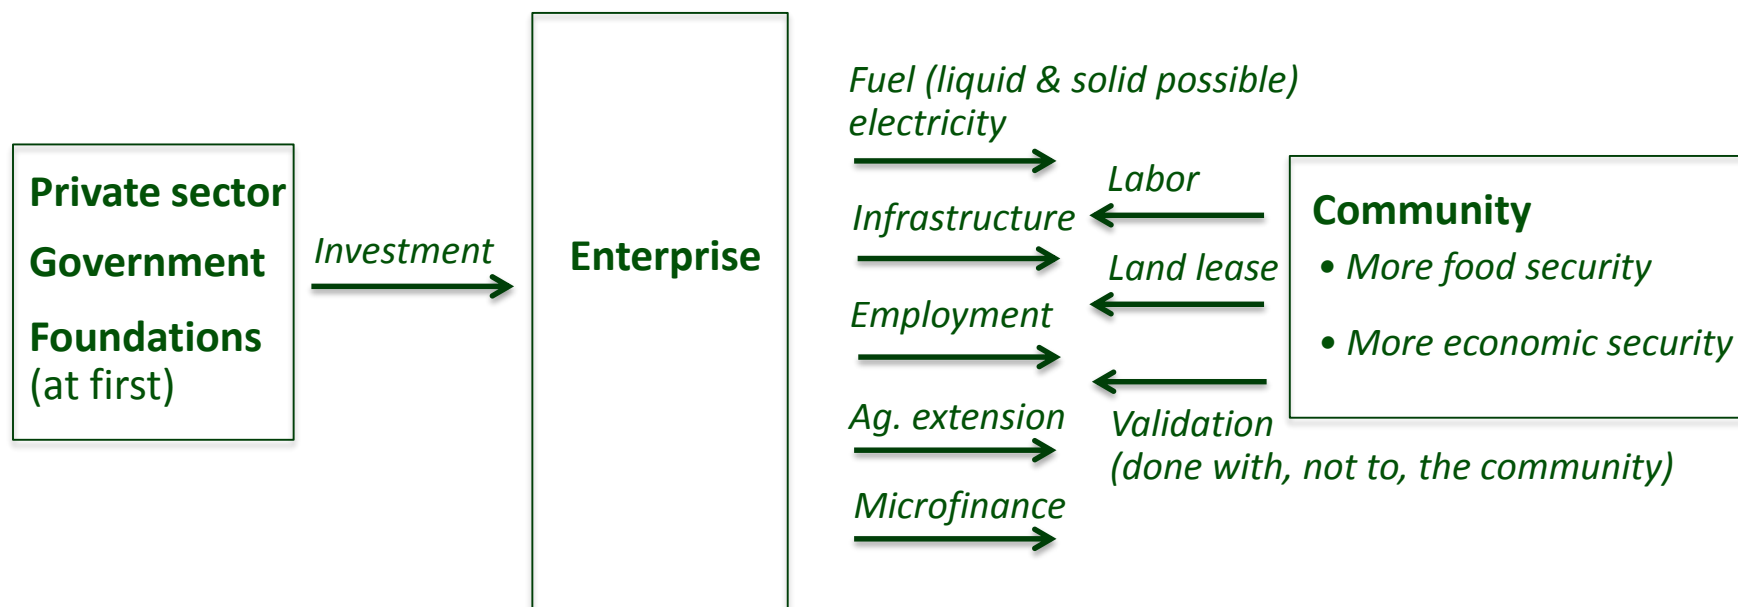 Private sector
Government
Foundations
(at first)
Investment
Enterprise
Fuel (liquid & solid possible)
electricity
Infrastructure
Employment
Ag. extension
Microfinance
Labor
Land lease
Validation
(done with, not to, the community)
Community
• More food security
• More economic security